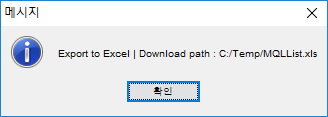 메시지
Export to Excel | Download path : C:/Temp/MQLList.xls
확인